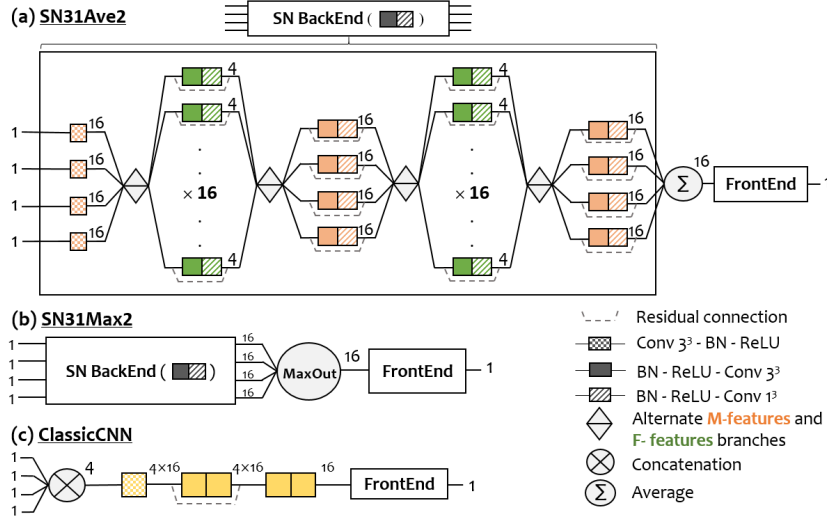 (a) SN31Ave2
SN BackEnd ( )
1 16 4 16 4 16
1 16 4 16 4 16
1 16 16 16
1 16 16 16
× 16 × 16
4 4
Σ 16 FrontEnd 1
(b) SN31Max2
1 16
1 16
1 16
1 16
SN BackEnd ( )
MaxOut 16 FrontEnd 1
(c) ClassicCNN
1
1
1
1
4 4×16 4×16 16 FrontEnd 1
Residual connection
Conv 3³ - BN - ReLU
BN - ReLU - Conv 3³
BN - ReLU - Conv 1³
Alternate M-features and
F- features branches
Concatenation
Σ Average